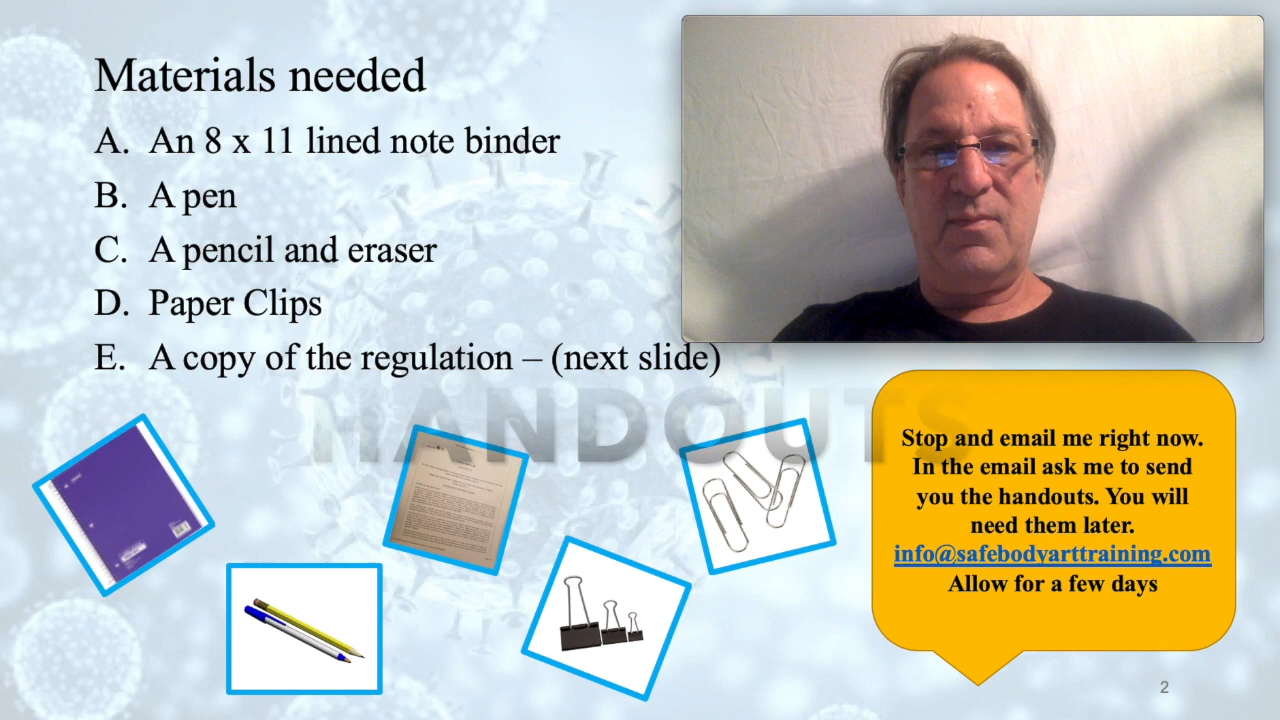 Materials needed
A. An 8 x 11 lined note binder
B. A pen
C. A pencil and eraser
D. Paper Clips
E. A copy of the regulation – (next slide)
HANDOUTS
Stop and email me right now.
In the email ask me to send
you the handouts. You will
need them later.
info@safebodyarttraining.com
Allow for a few days
2